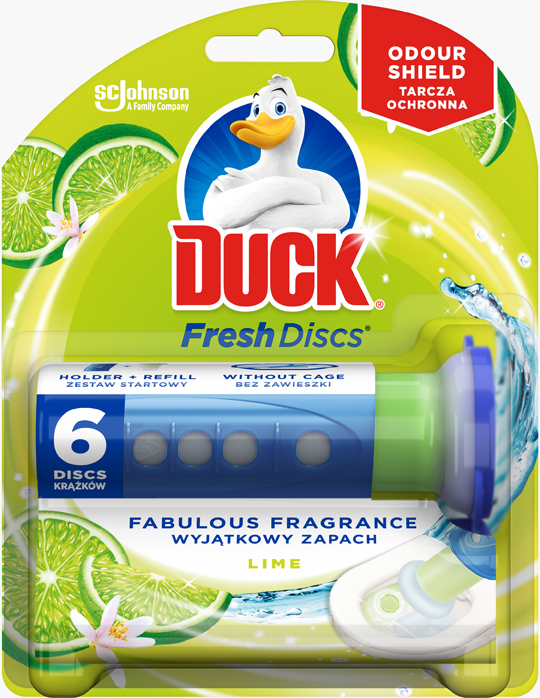 SC Johnson
A Family Company
ODOUR
SHIELD
TARCZA
OCHRONNA
DUCK®
Fresh Discs®
HOLDER + REFILL
ZESTAW STARTOWY
WITHOUT CAGE
BEZ ZAWIESZKI
6
DISCS
KRĄŻKÓW
FABULOUS FRAGRANCE
WYJĄTKOWY ZAPACH
LIME